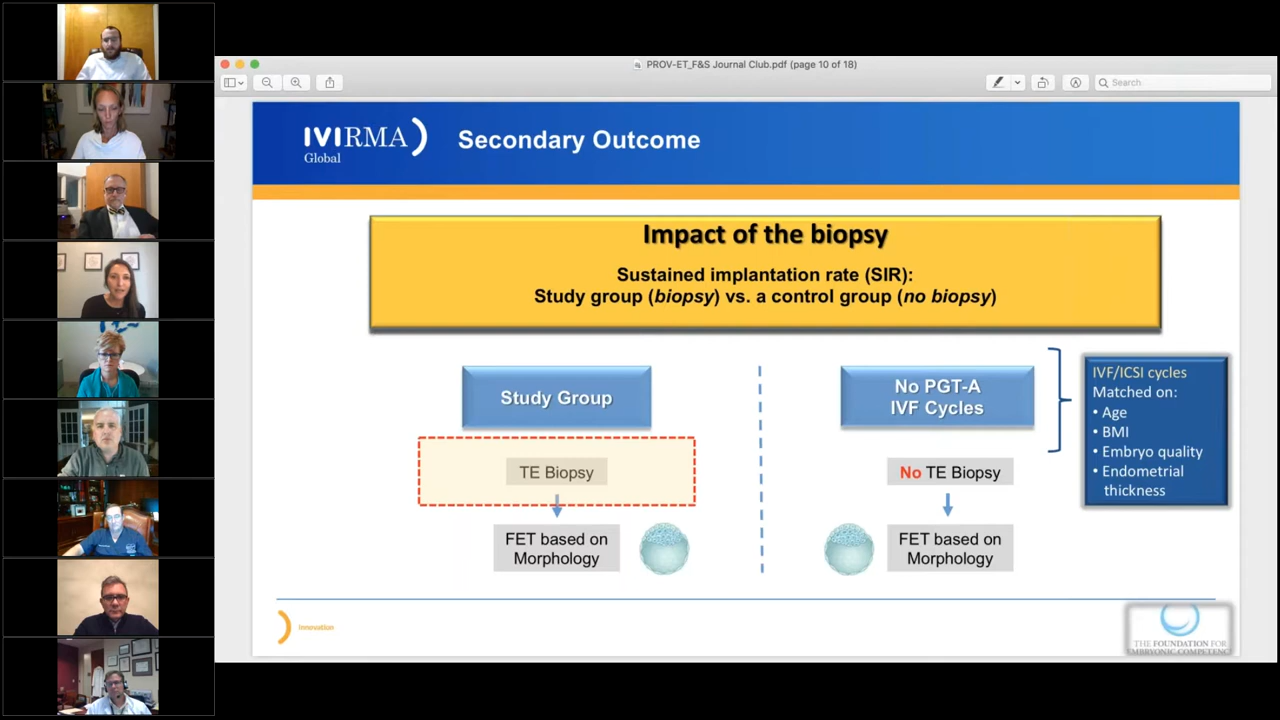 PROV-ET_F&S Journal Club.pdf (page 10 of 18)
Search
IVIRMA
Global
Secondary Outcome
Impact of the biopsy
Sustained implantation rate (SIR):
Study group (biopsy) vs. a control group (no biopsy)
Study Group
TE Biopsy
FET based on
Morphology
No PGT-A
IVF Cycles
No TE Biopsy
FET based on
Morphology
IVF/ICSI cycles
Matched on:
• Age
• BMI
• Embryo quality
• Endometrial
thickness
Innovation
THE FOUNDATION FOR
EMBRYONIC COMPETENC